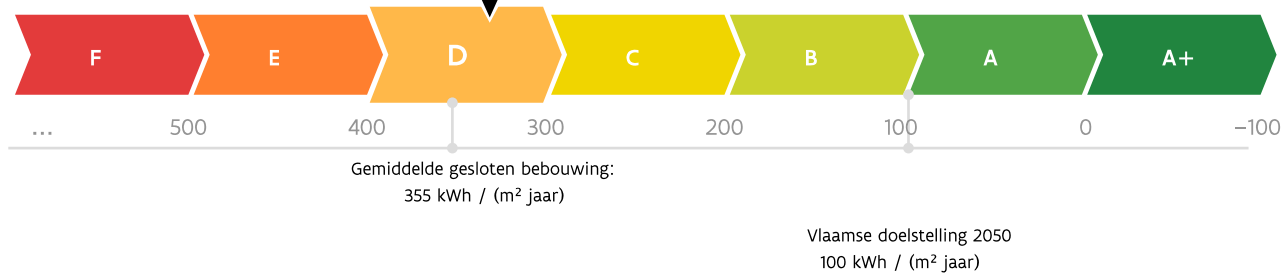 F E D C B A A+
... 500 400 300 200 100 0 −100
Gemiddelde gesloten bebouwing:
355 kWh / (m² jaar)
Vlaamse doelstelling 2050
100 kWh / (m² jaar)